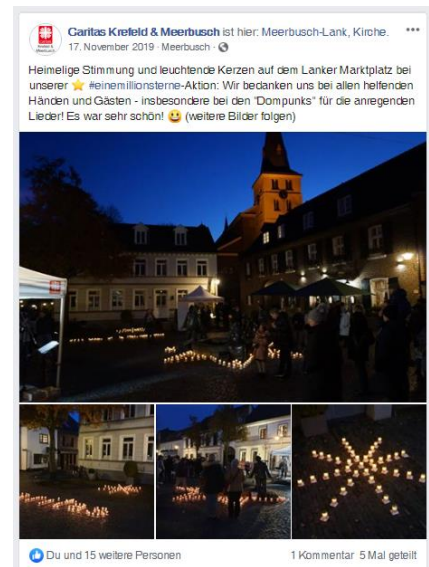 Caritas Krefeld & Meerbusch ist hier: Meerbusch-Lank, Kirche.
17. November 2019 · Meerbusch ·
Heimelige Stimmung und leuchtende Kerzen auf dem Lanker Marktplatz bei
unserer ⭐ #einemillionsterne-Aktion: Wir bedanken uns bei allen helfenden
Händen und Gästen - insbesondere bei den "Dompunks" für die anregenden
Lieder! Es war sehr schön! 😃 (weitere Bilder folgen)
Du und 15 weitere Personen
1 Kommentar 5 Mal geteilt